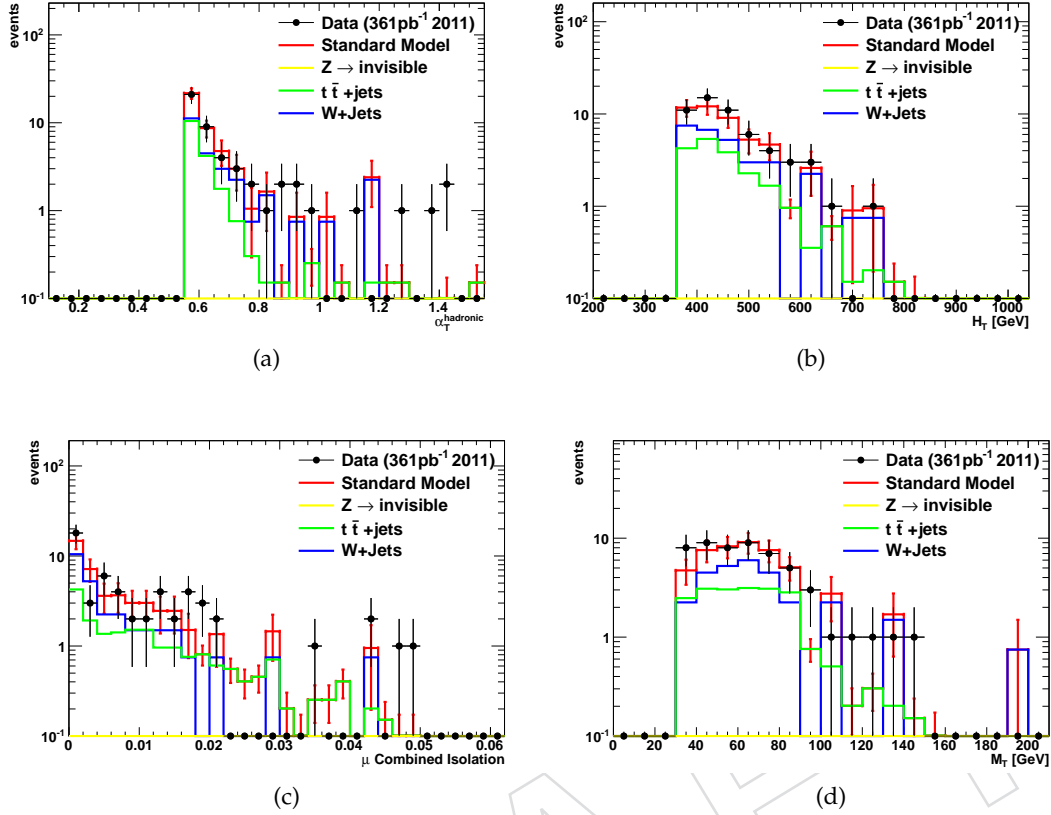 events
10²
10
1
10⁻¹
Data (361pb⁻¹ 2011)
Standard Model
Z → invisible
t t̄ +jets
W+Jets
0.2 0.4 0.6 0.8 1 1.2 1.4
α_T^hadronic
(a)
events
10²
10
1
10⁻¹
Data (361pb⁻¹ 2011)
Standard Model
Z → invisible
t t̄ +jets
W+Jets
200 300 400 500 600 700 800 900 1000
H_T [GeV]
(b)
events
10²
10
1
10⁻¹
Data (361pb⁻¹ 2011)
Standard Model
Z → invisible
t t̄ +jets
W+Jets
0 0.01 0.02 0.03 0.04 0.05 0.06
μ Combined Isolation
(c)
events
10²
10
1
10⁻¹
Data (361pb⁻¹ 2011)
Standard Model
Z → invisible
t t̄ +jets
W+Jets
0 20 40 60 80 100 120 140 160 180 200
M_T [GeV]
(d)